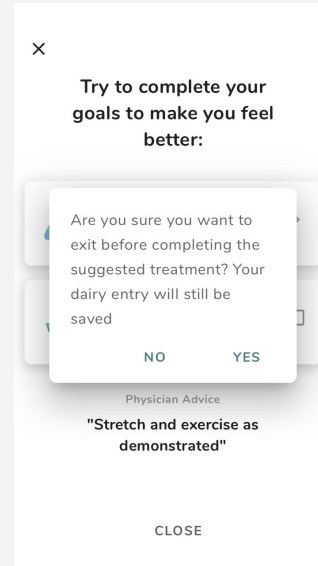 Try to complete your
goals to make you feel
better:
Are you sure you want to
exit before completing the
suggested treatment? Your
dairy entry will still be
saved
NO YES
Physician Advice
"Stretch and exercise as
demonstrated"
CLOSE